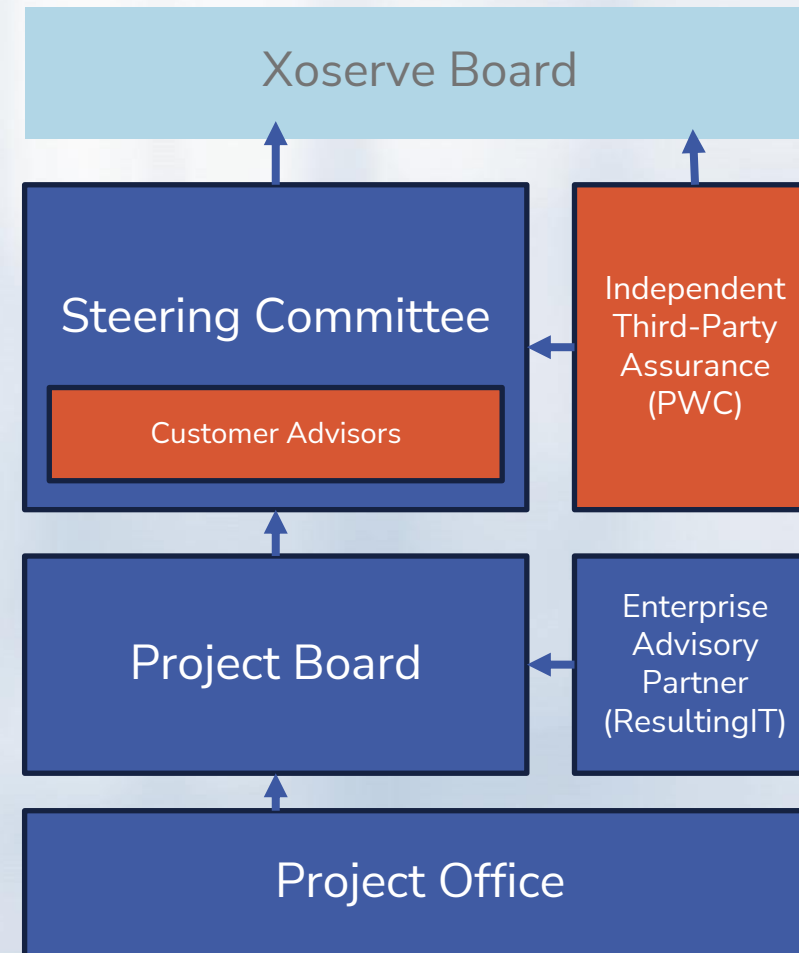 Xoserve Board
Steering Committee
Customer Advisors
Independent
Third-Party
Assurance
(PWC)
Project Board
Enterprise
Advisory
Partner
(ResultingIT)
Project Office